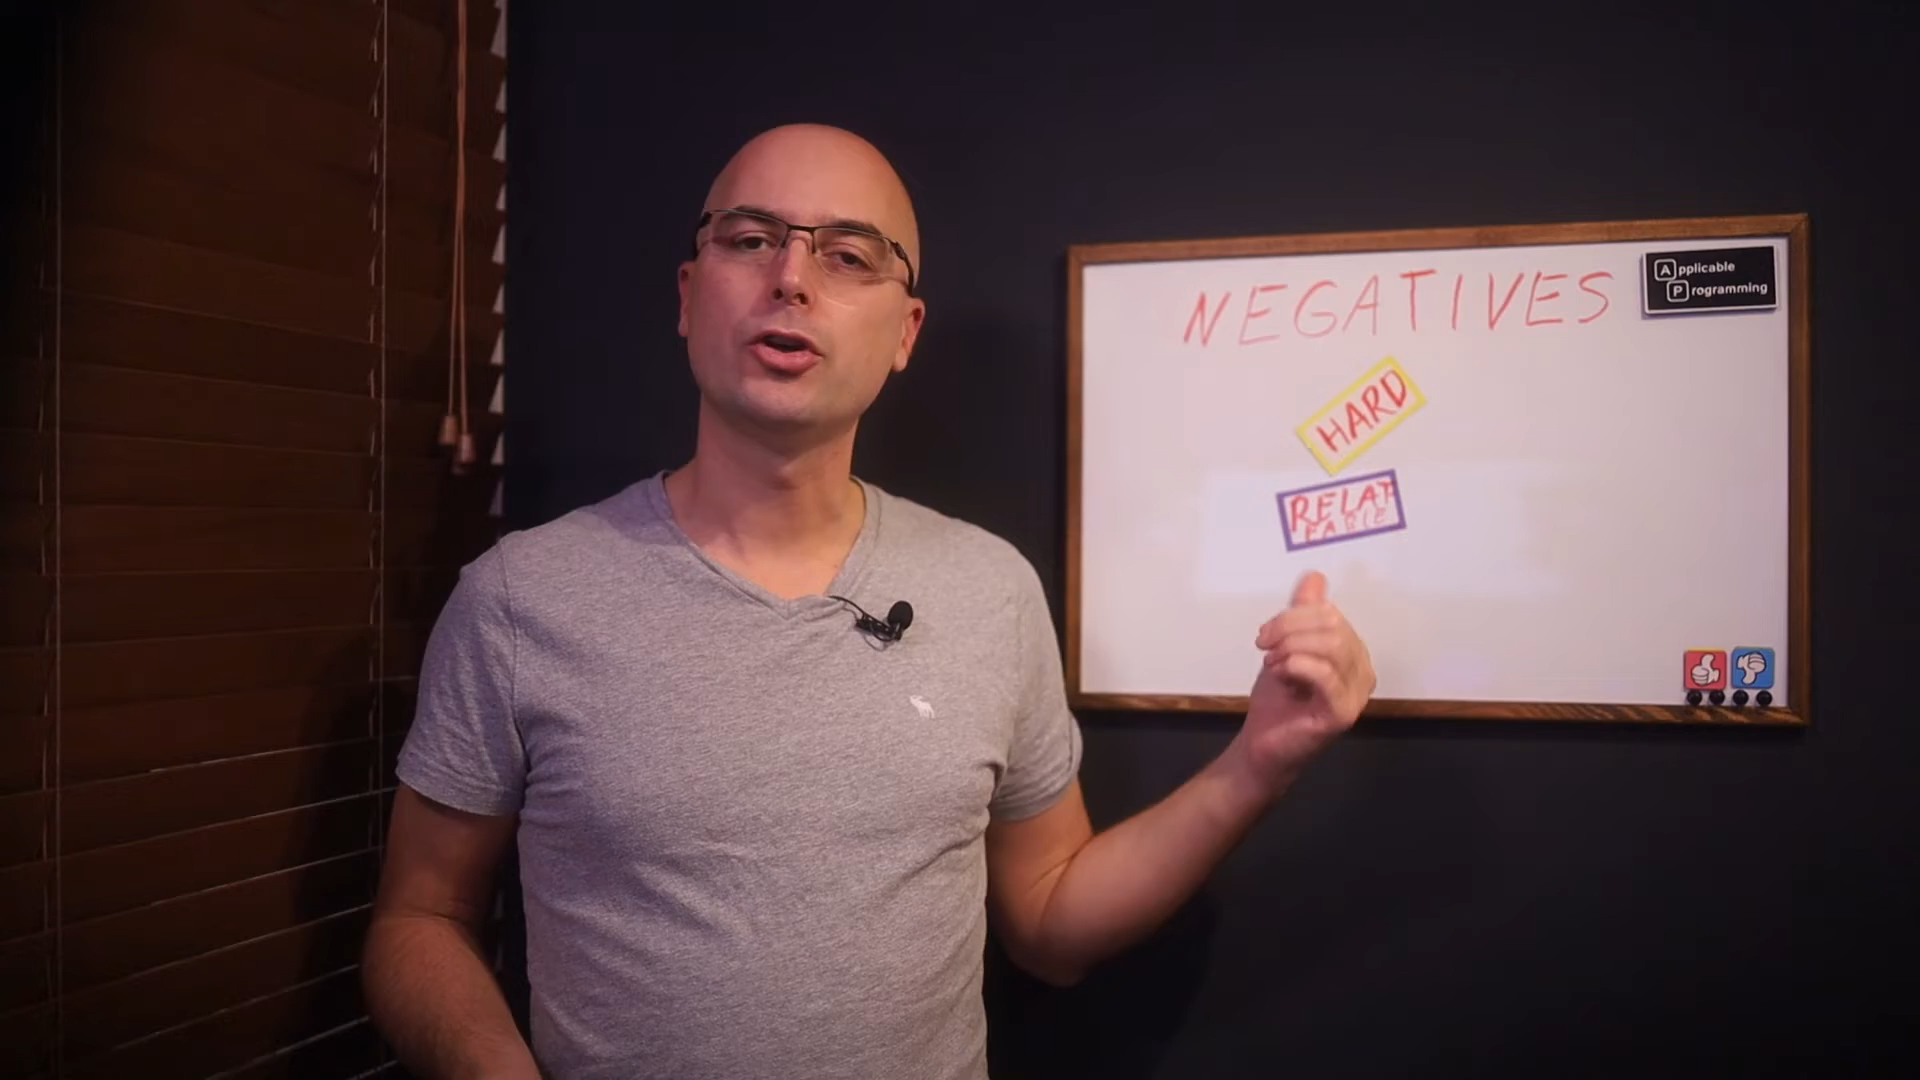 NEGATIVES
Applicable
Programming
HARD
RELAT